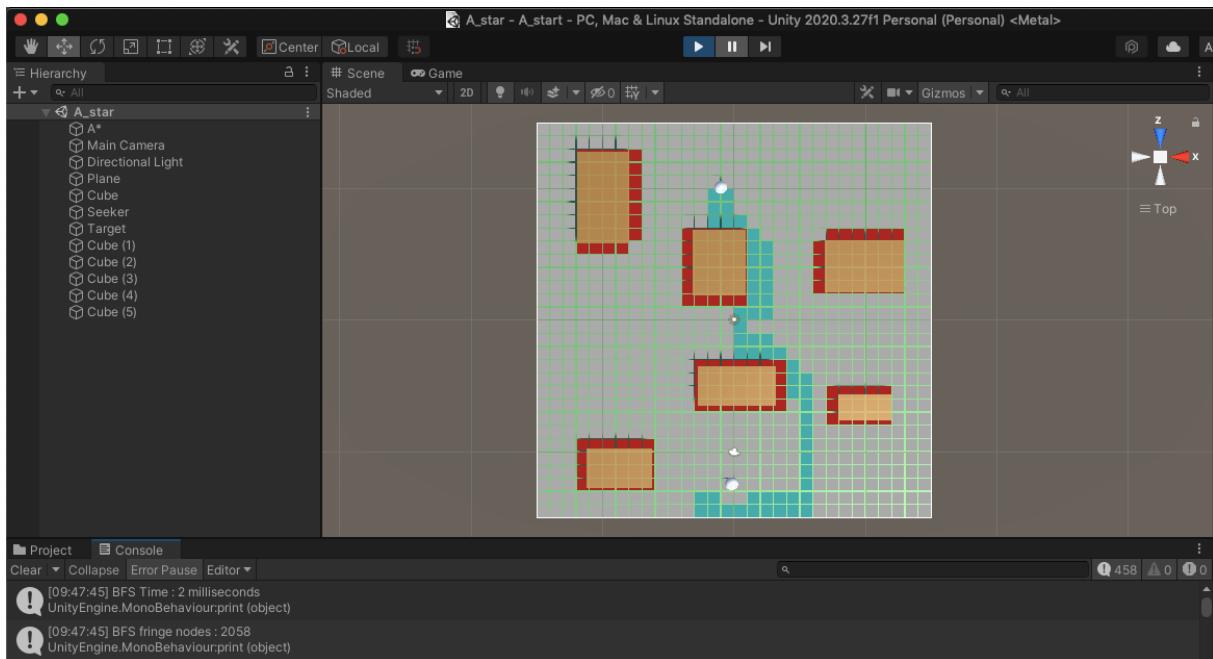 A_star - A_start - PC, Mac & Linux Standalone - Unity 2020.3.27f1 Personal (Personal) <Metal>
Center Local
A
Hierarchy
# Scene Game
All
Shaded 2D 0 Gizmos All
A_star
A*
Main Camera
Directional Light
Plane
Cube
Seeker
Target
Cube (1)
Cube (2)
Cube (3)
Cube (4)
Cube (5)
z
x
Top
Project Console
Clear Collapse Error Pause Editor 458 0 0
[09:47:45] BFS Time : 2 milliseconds
UnityEngine.MonoBehaviour:print (object)
[09:47:45] BFS fringe nodes : 2058
UnityEngine.MonoBehaviour:print (object)